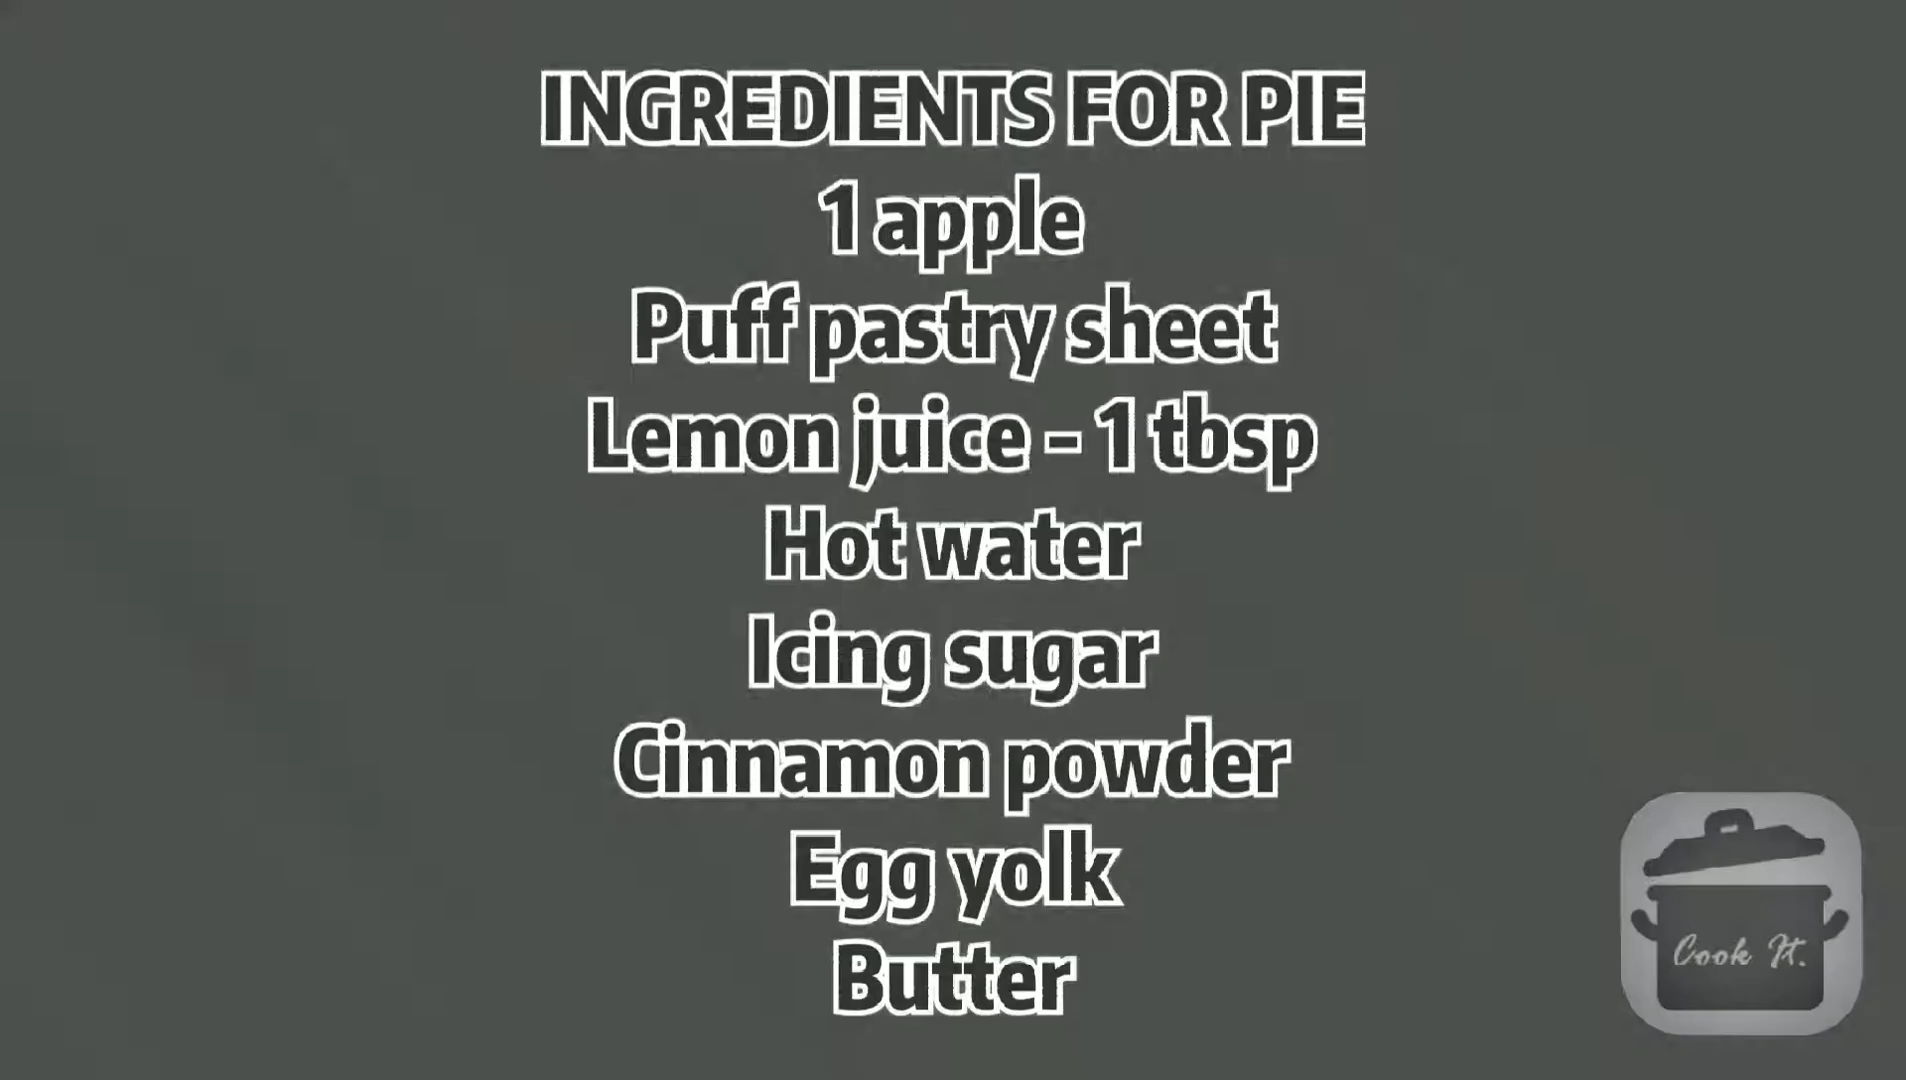 INGREDIENTS FOR PIE
1 apple
Puff pastry sheet
Lemon juice - 1 tbsp
Hot water
Icing sugar
Cinnamon powder
Egg yolk
Butter
Cook It.